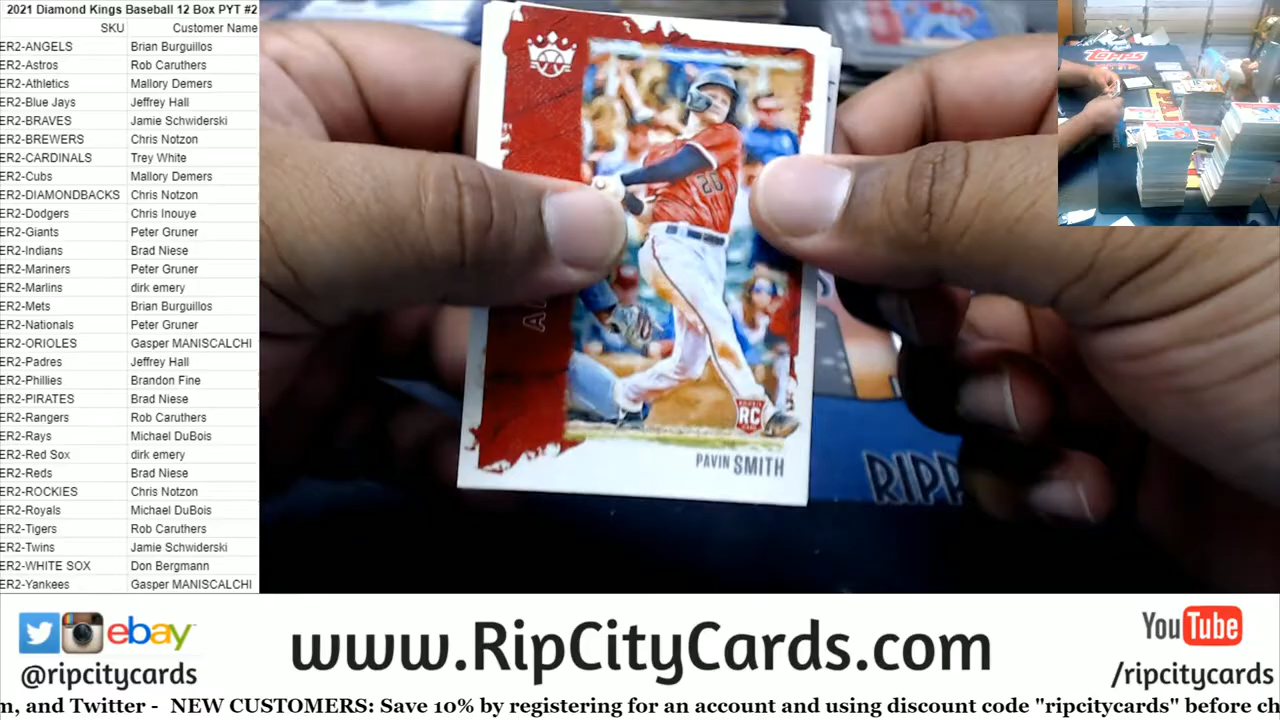 2021 Diamond Kings Baseball 12 Box PYT #2
SKU Customer Name
ER2-ANGELS Brian Burguillos
ER2-Astros Rob Caruthers
ER2-Athletics Mallory Demers
ER2-Blue Jays Jeffrey Hall
ER2-BRAVES Jamie Schwiderski
ER2-BREWERS Chris Notzon
ER2-CARDINALS Trey White
ER2-Cubs Mallory Demers
ER2-DIAMONDBACKS Chris Notzon
ER2-Dodgers Chris Inouye
ER2-Giants Peter Gruner
ER2-Indians Brad Niese
ER2-Mariners Peter Gruner
ER2-Marlins dirk emery
ER2-Mets Brian Burguillos
ER2-Nationals Peter Gruner
ER2-ORIOLES Gasper MANISCALCHI
ER2-Padres Jeffrey Hall
ER2-Phillies Brandon Fine
ER2-PIRATES Brad Niese
ER2-Rangers Rob Caruthers
ER2-Rays Michael DuBois
ER2-Red Sox dirk emery
ER2-Reds Brad Niese
ER2-ROCKIES Chris Notzon
ER2-Royals Michael DuBois
ER2-Tigers Rob Caruthers
ER2-Twins Jamie Schwiderski
ER2-WHITE SOX Don Bergmann
ER2-Yankees Gasper MANISCALCHI
A
20
RC
PAVIN SMITH
RIPP
Topps
ebay
@ripcitycards
www.RipCityCards.com
YouTube
/ripcitycards
m, and Twitter - NEW CUSTOMERS: Save 10% by registering for an account and using discount code "ripcitycards" before ch